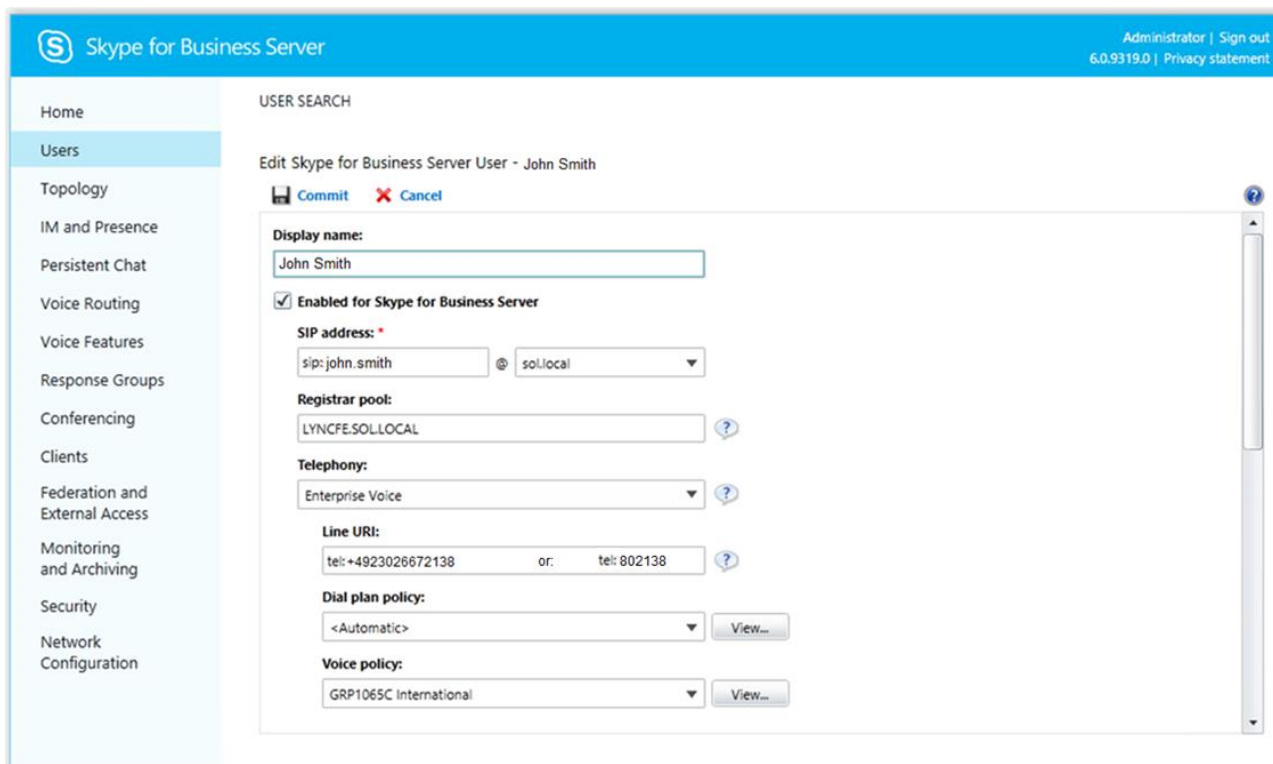 Skype for Business Server
Administrator | Sign out
6.0.9319.0 | Privacy statement
Home
Users
Topology
IM and Presence
Persistent Chat
Voice Routing
Voice Features
Response Groups
Conferencing
Clients
Federation and
External Access
Monitoring
and Archiving
Security
Network
Configuration
USER SEARCH
Edit Skype for Business Server User - John Smith
Commit Cancel
Display name:
John Smith
Enabled for Skype for Business Server
SIP address: *
sip:john.smith @ sol.local
Registrar pool:
LYNCFE.SOL.LOCAL
Telephony:
Enterprise Voice
Line URI:
tel:+4923026672138 or: tel:802138
Dial plan policy:
<Automatic> View...
Voice policy:
GRP1065C International View...